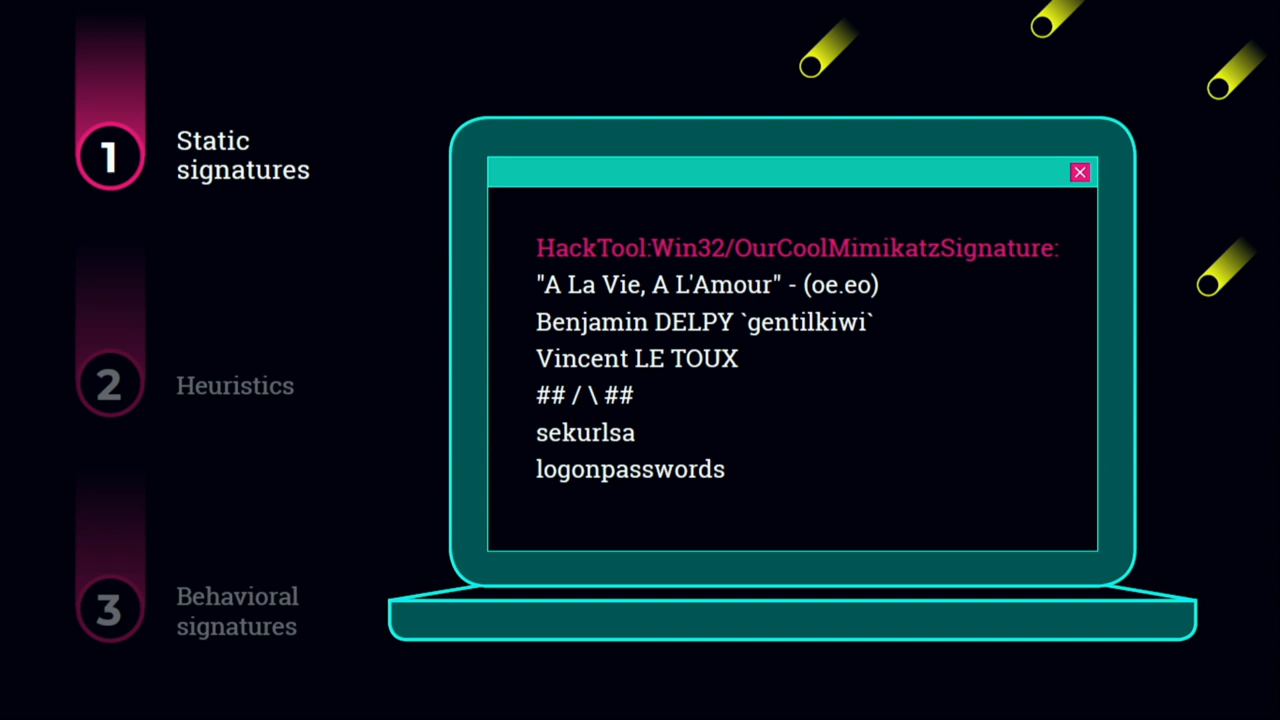 1
Static
signatures
2
Heuristics
3
Behavioral
signatures
HackTool:Win32/OurCoolMimikatzSignature:
"A La Vie, A L'Amour" - (oe.eo)
Benjamin DELPY `gentilkiwi`
Vincent LE TOUX
## / \ ##
sekurlsa
logonpasswords